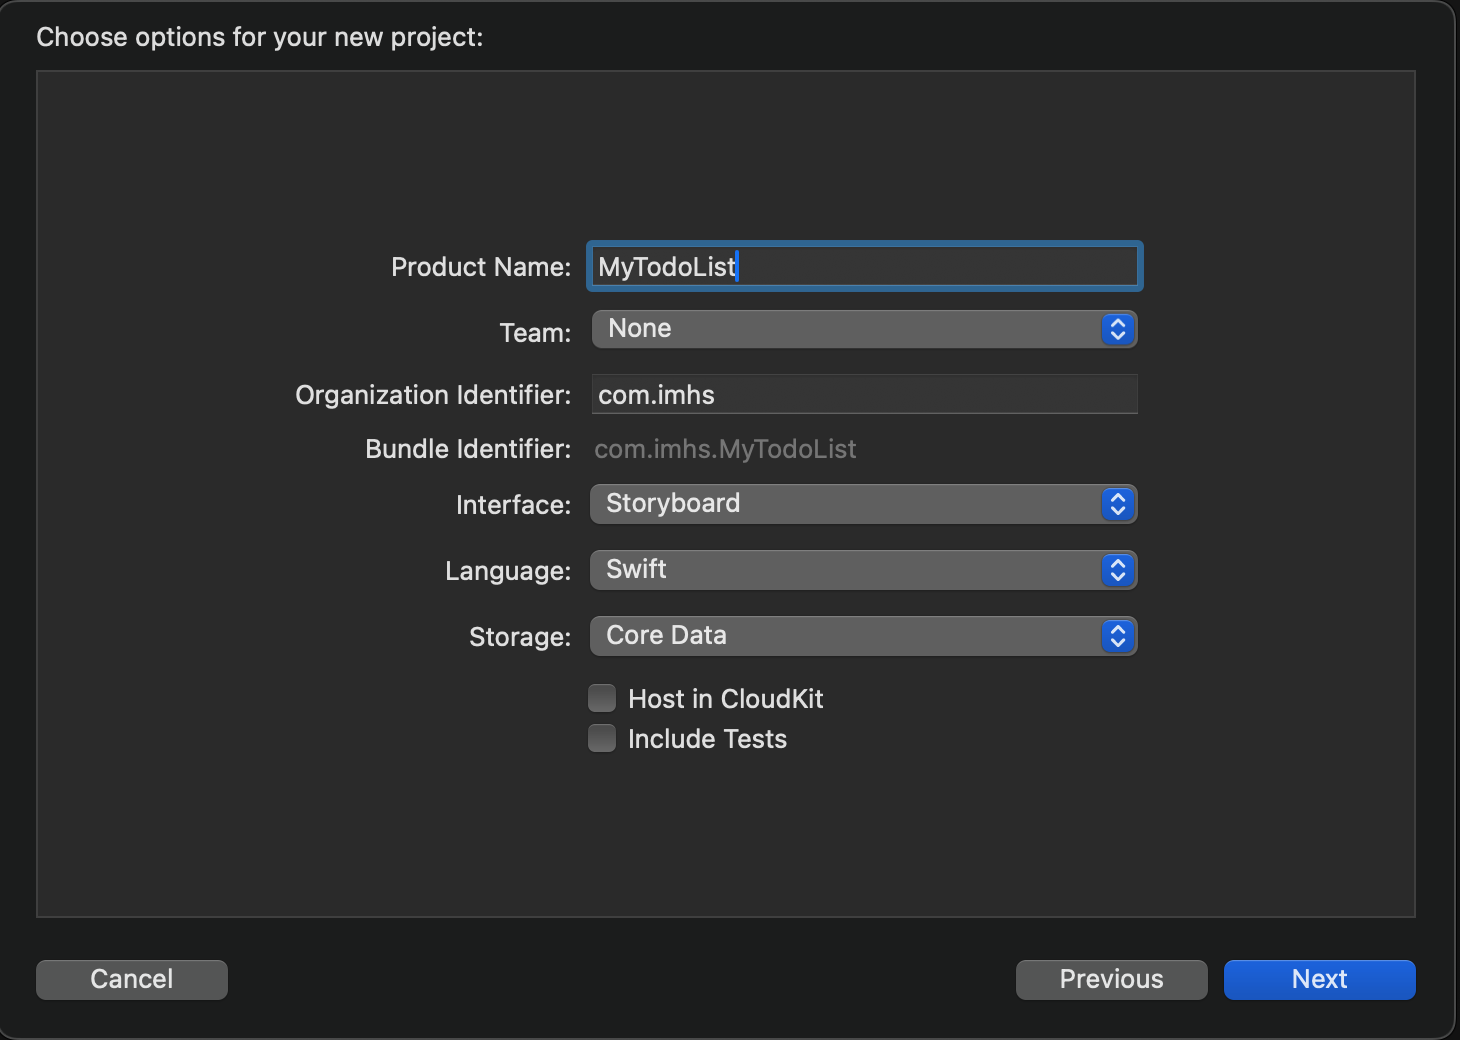 Choose options for your new project:
Product Name: MyTodoList
Team: None
Organization Identifier: com.imhs
Bundle Identifier: com.imhs.MyTodoList
Interface: Storyboard
Language: Swift
Storage: Core Data
Host in CloudKit
Include Tests
Cancel Previous Next